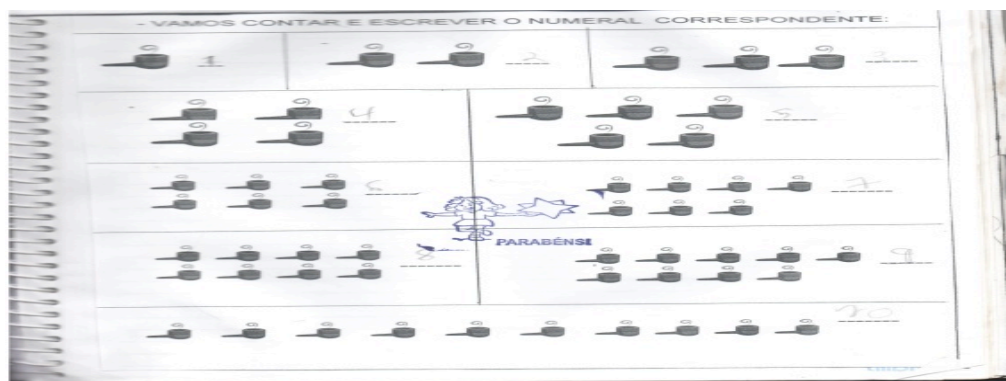 - VAMOS CONTAR E ESCREVER O NUMERAL CORRESPONDENTE:
1 2 3
4 5
6 7
PARABÉNS!
8 9
10